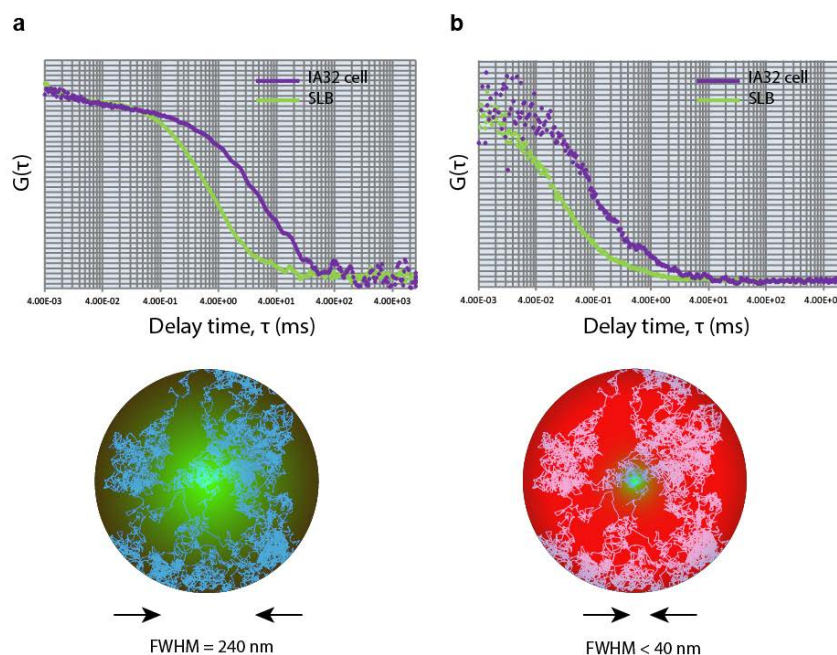 a
b
IA32 cell
SLB
G(τ)
4.00E-03 4.00E-02 4.00E-01 4.00E+00 4.00E+01 4.00E+02 4.00E+03
Delay time, τ (ms)
IA32 cell
SLB
G(τ)
4.00E-03 4.00E-02 4.00E-01 4.00E+00 4.00E+01 4.00E+02 4.00E+03
Delay time, τ (ms)
FWHM = 240 nm
FWHM < 40 nm